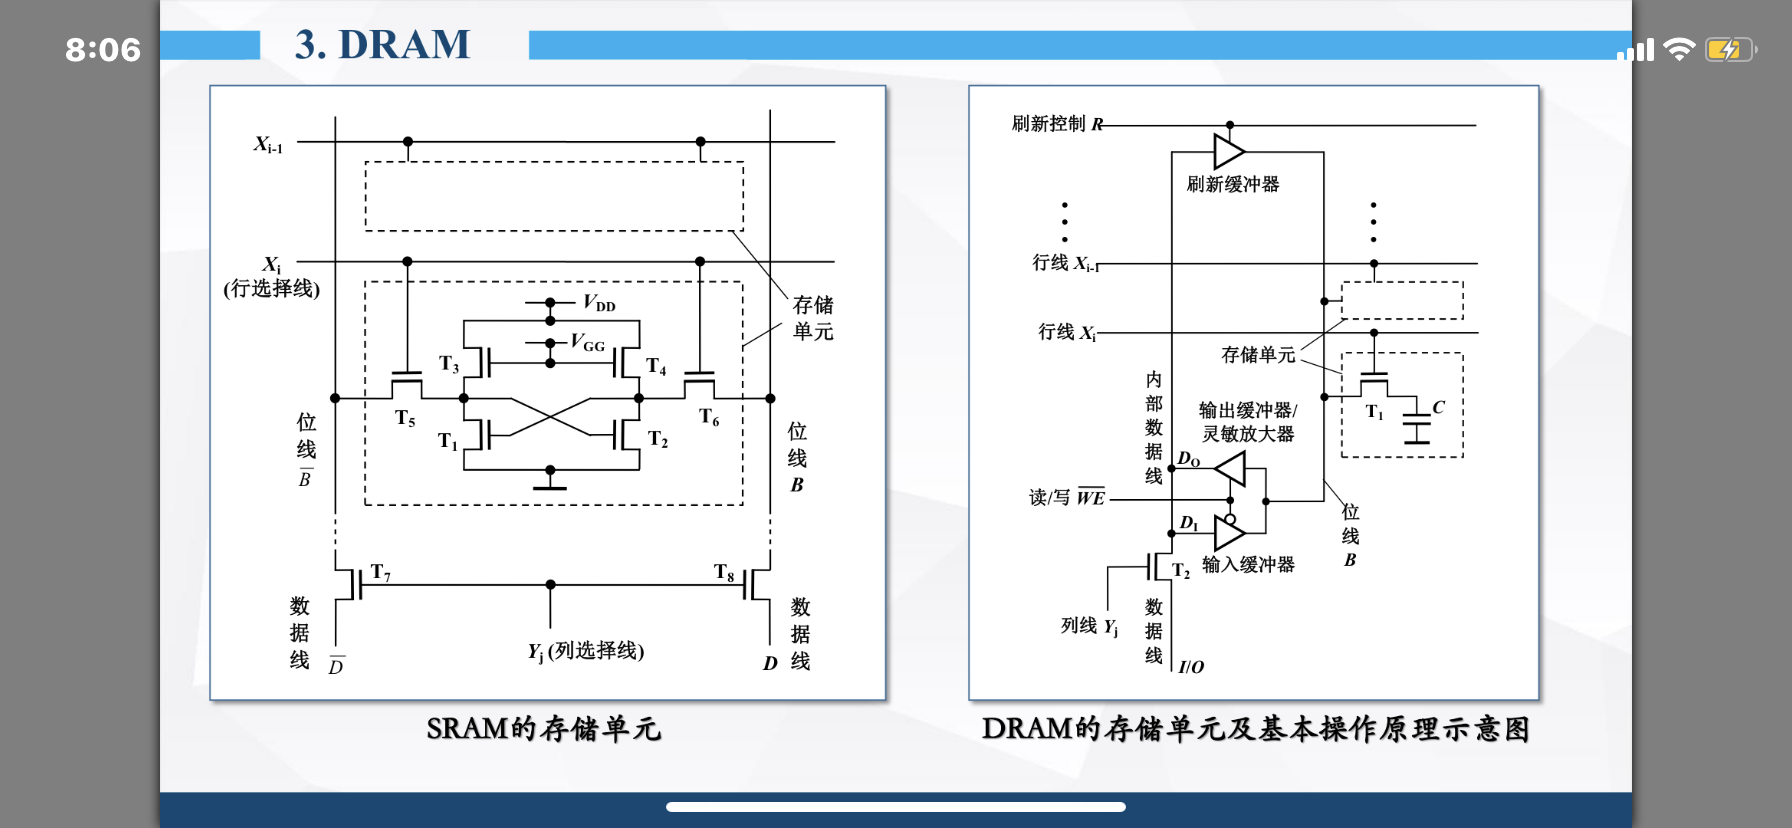 8:06
3. DRAM
Xi-1
Xi
(行选择线)
VDD
VGG
存储
单元
T3
T4
T5
T6
T1
T2
位线
B̅
位线
B
T7
T8
数据线
D̅
Yj (列选择线)
数据线
D
SRAM的存储单元
刷新控制 R
刷新缓冲器
行线 Xi-1
行线 Xi
存储单元
T1
C
内部数据线
输出缓冲器/
灵敏放大器
DO
读/写 W̅E̅
DI
输入缓冲器
位线
B
T2
列线 Yj
数据线
I/O
DRAM的存储单元及基本操作原理示意图